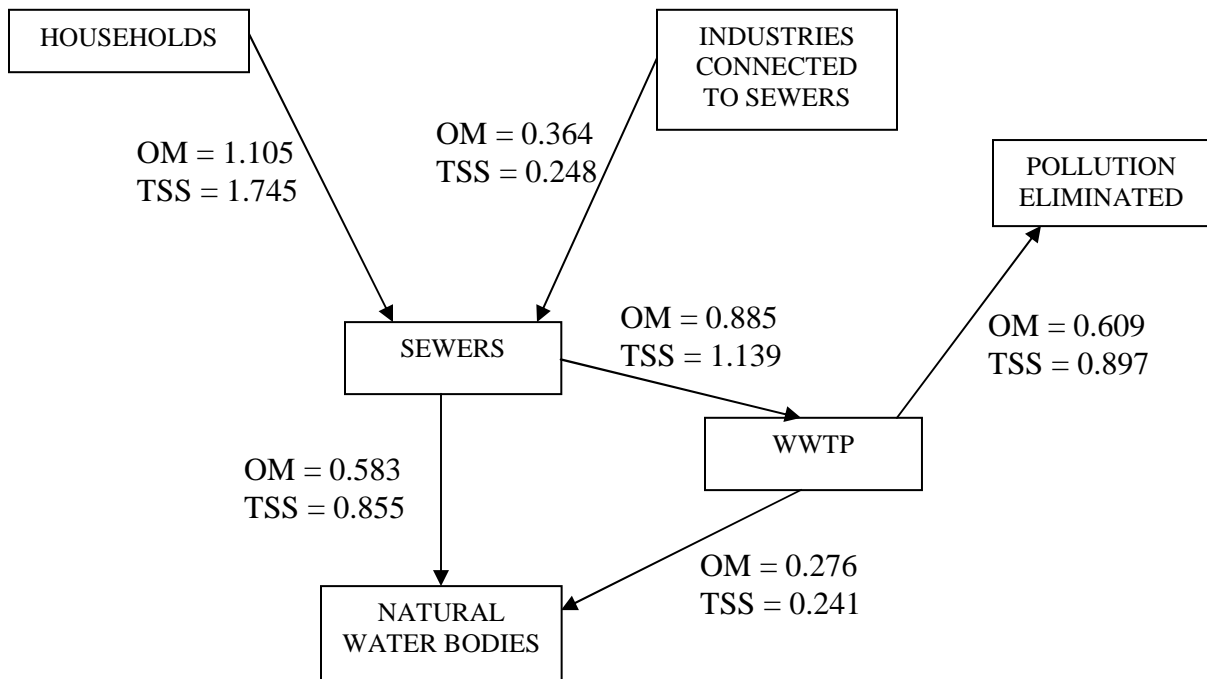 HOUSEHOLDS
INDUSTRIES
CONNECTED
TO SEWERS
OM = 1.105
TSS = 1.745
OM = 0.364
TSS = 0.248
POLLUTION
ELIMINATED
SEWERS
OM = 0.885
TSS = 1.139
OM = 0.609
TSS = 0.897
WWTP
OM = 0.583
TSS = 0.855
OM = 0.276
TSS = 0.241
NATURAL
WATER BODIES